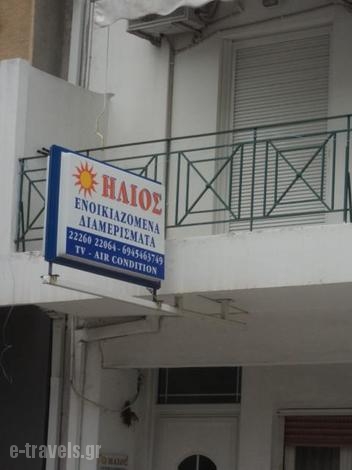 ΗΛΙΟΣ
ΕΝΟΙΚΙΑΖΟΜΕΝΑ
ΔΙΑΜΕΡΙΣΜΑΤΑ
22260 22064 - 6945463749
TV - AIR CONDITION
e-travels.gr